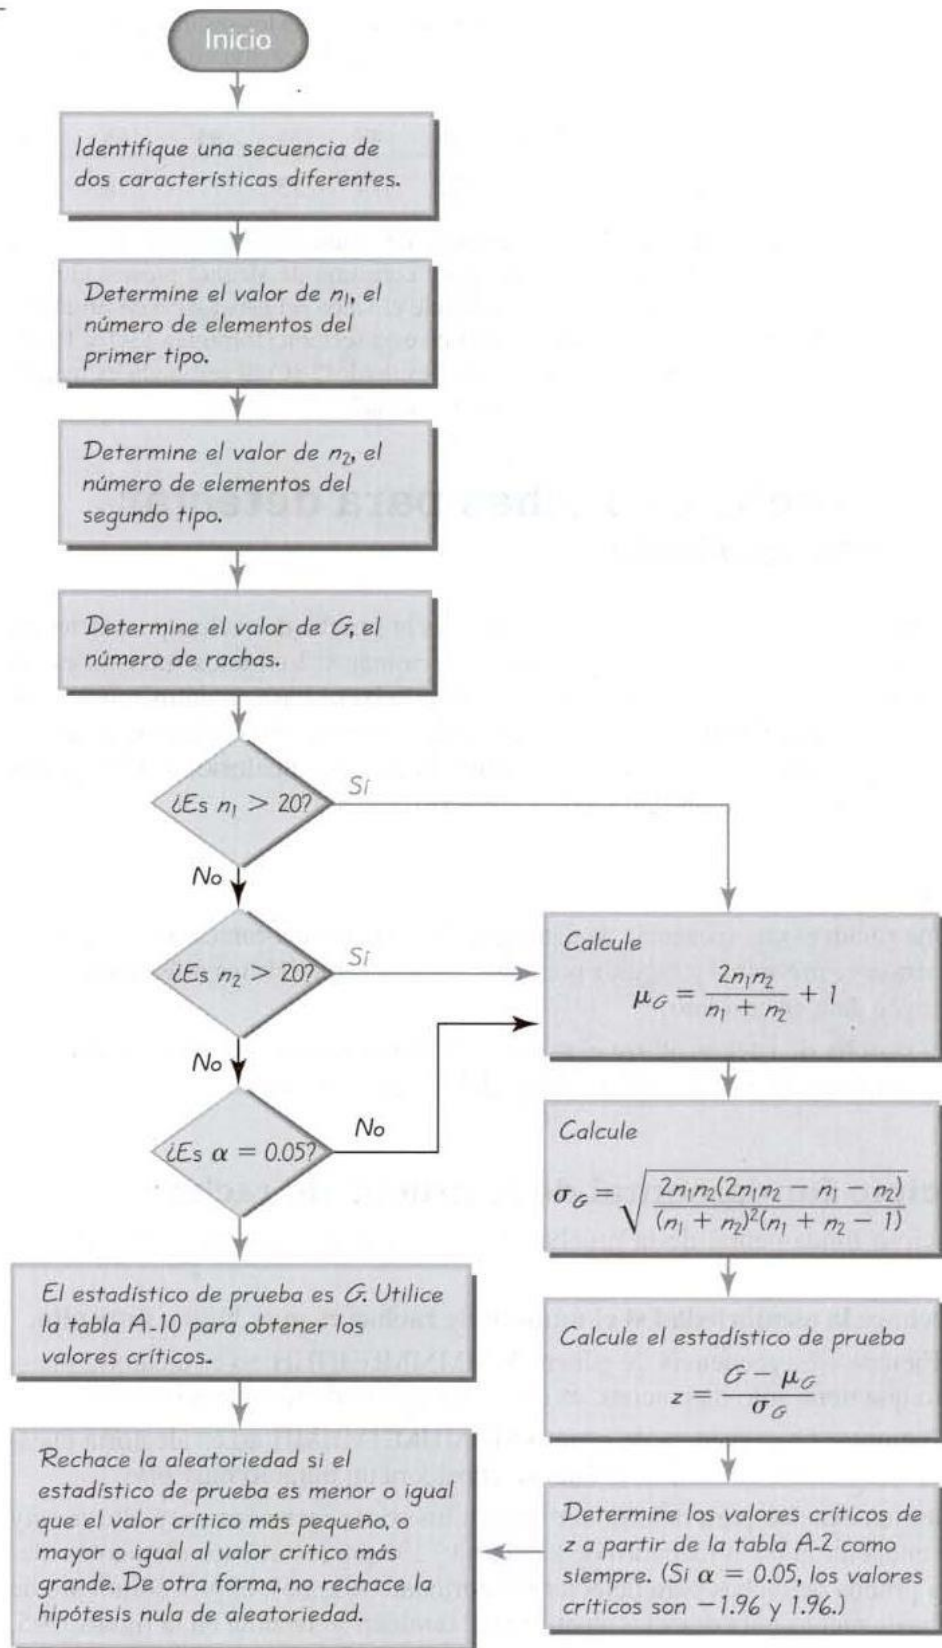 Inicio
Identifique una secuencia de
dos características diferentes.
Determine el valor de n₁, el
número de elementos del
primer tipo.
Determine el valor de n₂, el
número de elementos del
segundo tipo.
Determine el valor de G, el
número de rachas.
¿Es n₁ > 20?
Sí
No
¿Es n₂ > 20?
Sí
No
¿Es α = 0.05?
No
El estadístico de prueba es G. Utilice
la tabla A-10 para obtener los
valores críticos.
Rechace la aleatoriedad si el
estadístico de prueba es menor o igual
que el valor crítico más pequeño, o
mayor o igual al valor crítico más
grande. De otra forma, no rechace la
hipótesis nula de aleatoriedad.
Calcule
μ_G = 2n₁n₂ / (n₁ + n₂) + 1
Calcule
σ_G = √(2n₁n₂(2n₁n₂ − n₁ − n₂) / ((n₁ + n₂)²(n₁ + n₂ − 1)))
Calcule el estadístico de prueba
z = (G − μ_G) / σ_G
Determine los valores críticos de
z a partir de la tabla A.2 como
siempre. (Si α = 0.05, los valores
críticos son −1.96 y 1.96.)